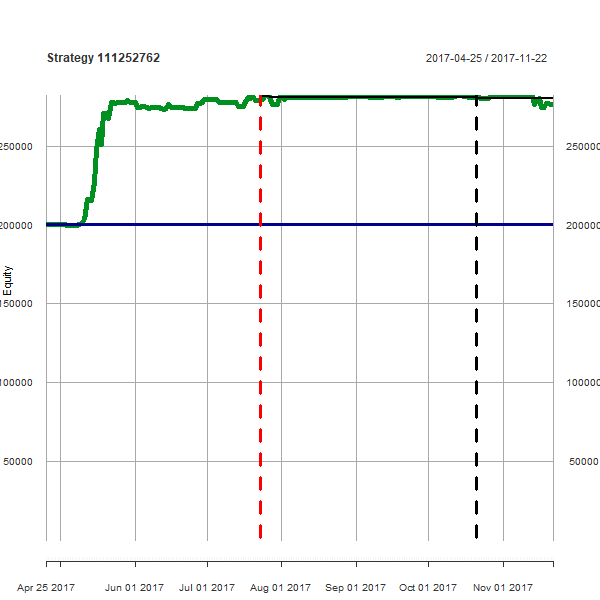 Strategy 111252762
2017-04-25 / 2017-11-22
250000
250000
200000
200000
Equity
150000
150000
100000
100000
50000
50000
Apr 25 2017
Jun 01 2017
Jul 01 2017
Aug 01 2017
Sep 01 2017
Oct 01 2017
Nov 01 2017